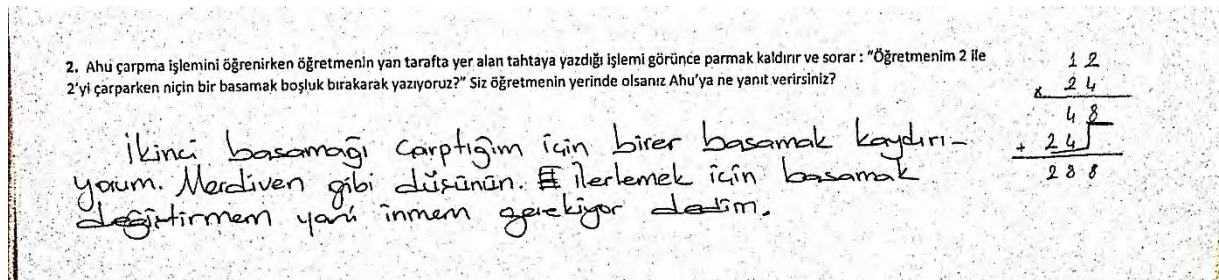 2. Ahu çarpma işlemini öğrenirken öğretmenin yan tarafta yer alan tahtaya yazdığı işlemi görünce parmak kaldırır ve sorar : "Öğretmenim 2 ile
2'yi çarparken niçin bir basamak boşluk bırakarak yazıyoruz?" Siz öğretmenin yerinde olsanız Ahu'ya ne yanıt verirsiniz?
12
x 24
48
+ 24
288
İkinci basamağı çarptığım için birer basamak kaydırı-
yorum. Merdiven gibi düşünün. ilerlemek için basamak
değiştirmem yani inmem gerekiyor dedim.